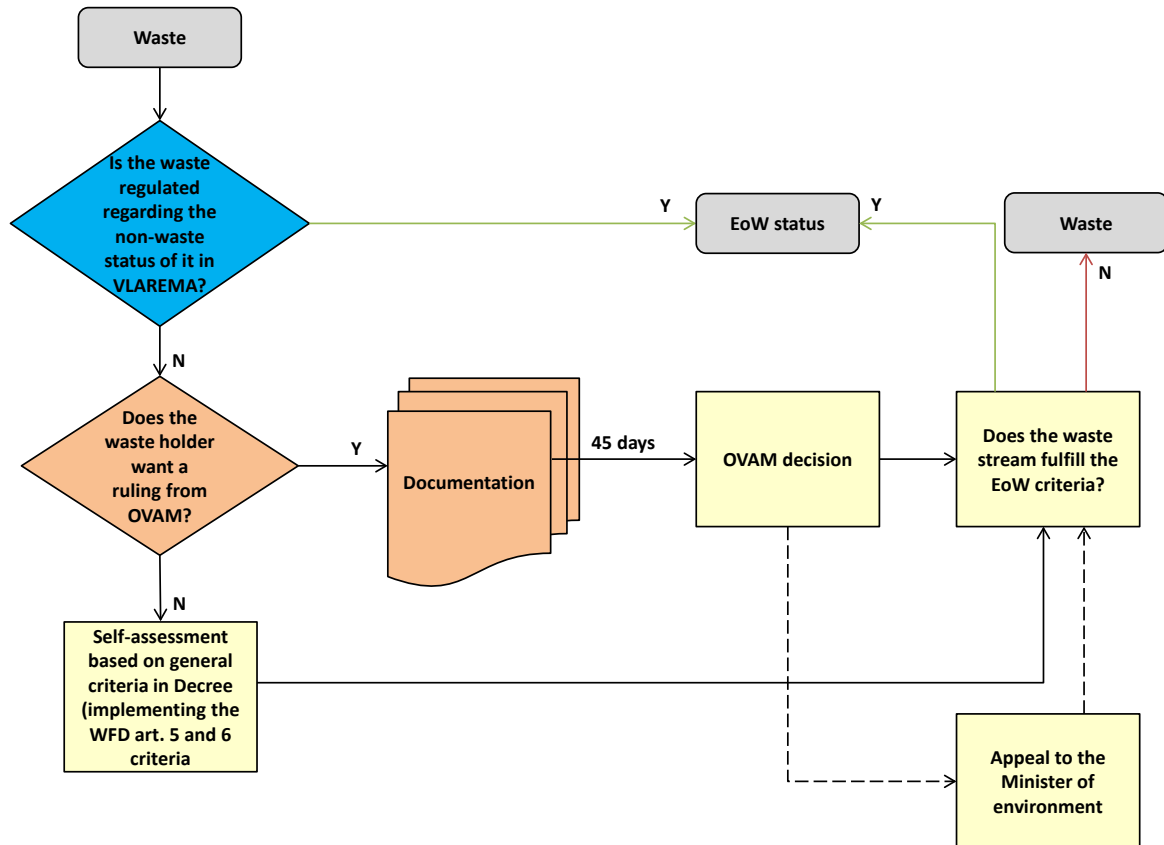 Waste
Is the waste
regulated
regarding the
non-waste
status of it in
VLAREMA?
Y
EoW status
Y
Waste
N
N
Does the
waste holder
want a
ruling from
OVAM?
Y
Documentation
45 days
OVAM decision
Does the waste
stream fulfill the
EoW criteria?
N
Self-assessment
based on general
criteria in Decree
(implementing the
WFD art. 5 and 6
criteria
Appeal to the
Minister of
environment